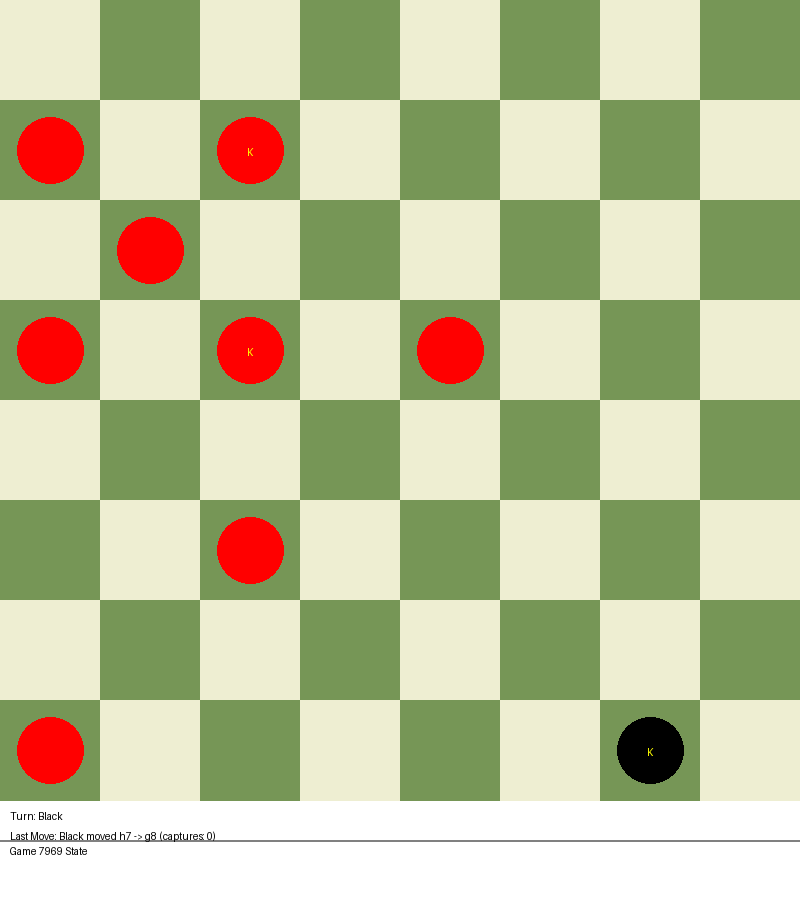 K
K
K
Turn: Black
Last Move: Black moved h7 -> g8 (captures: 0)
Game 7969 State